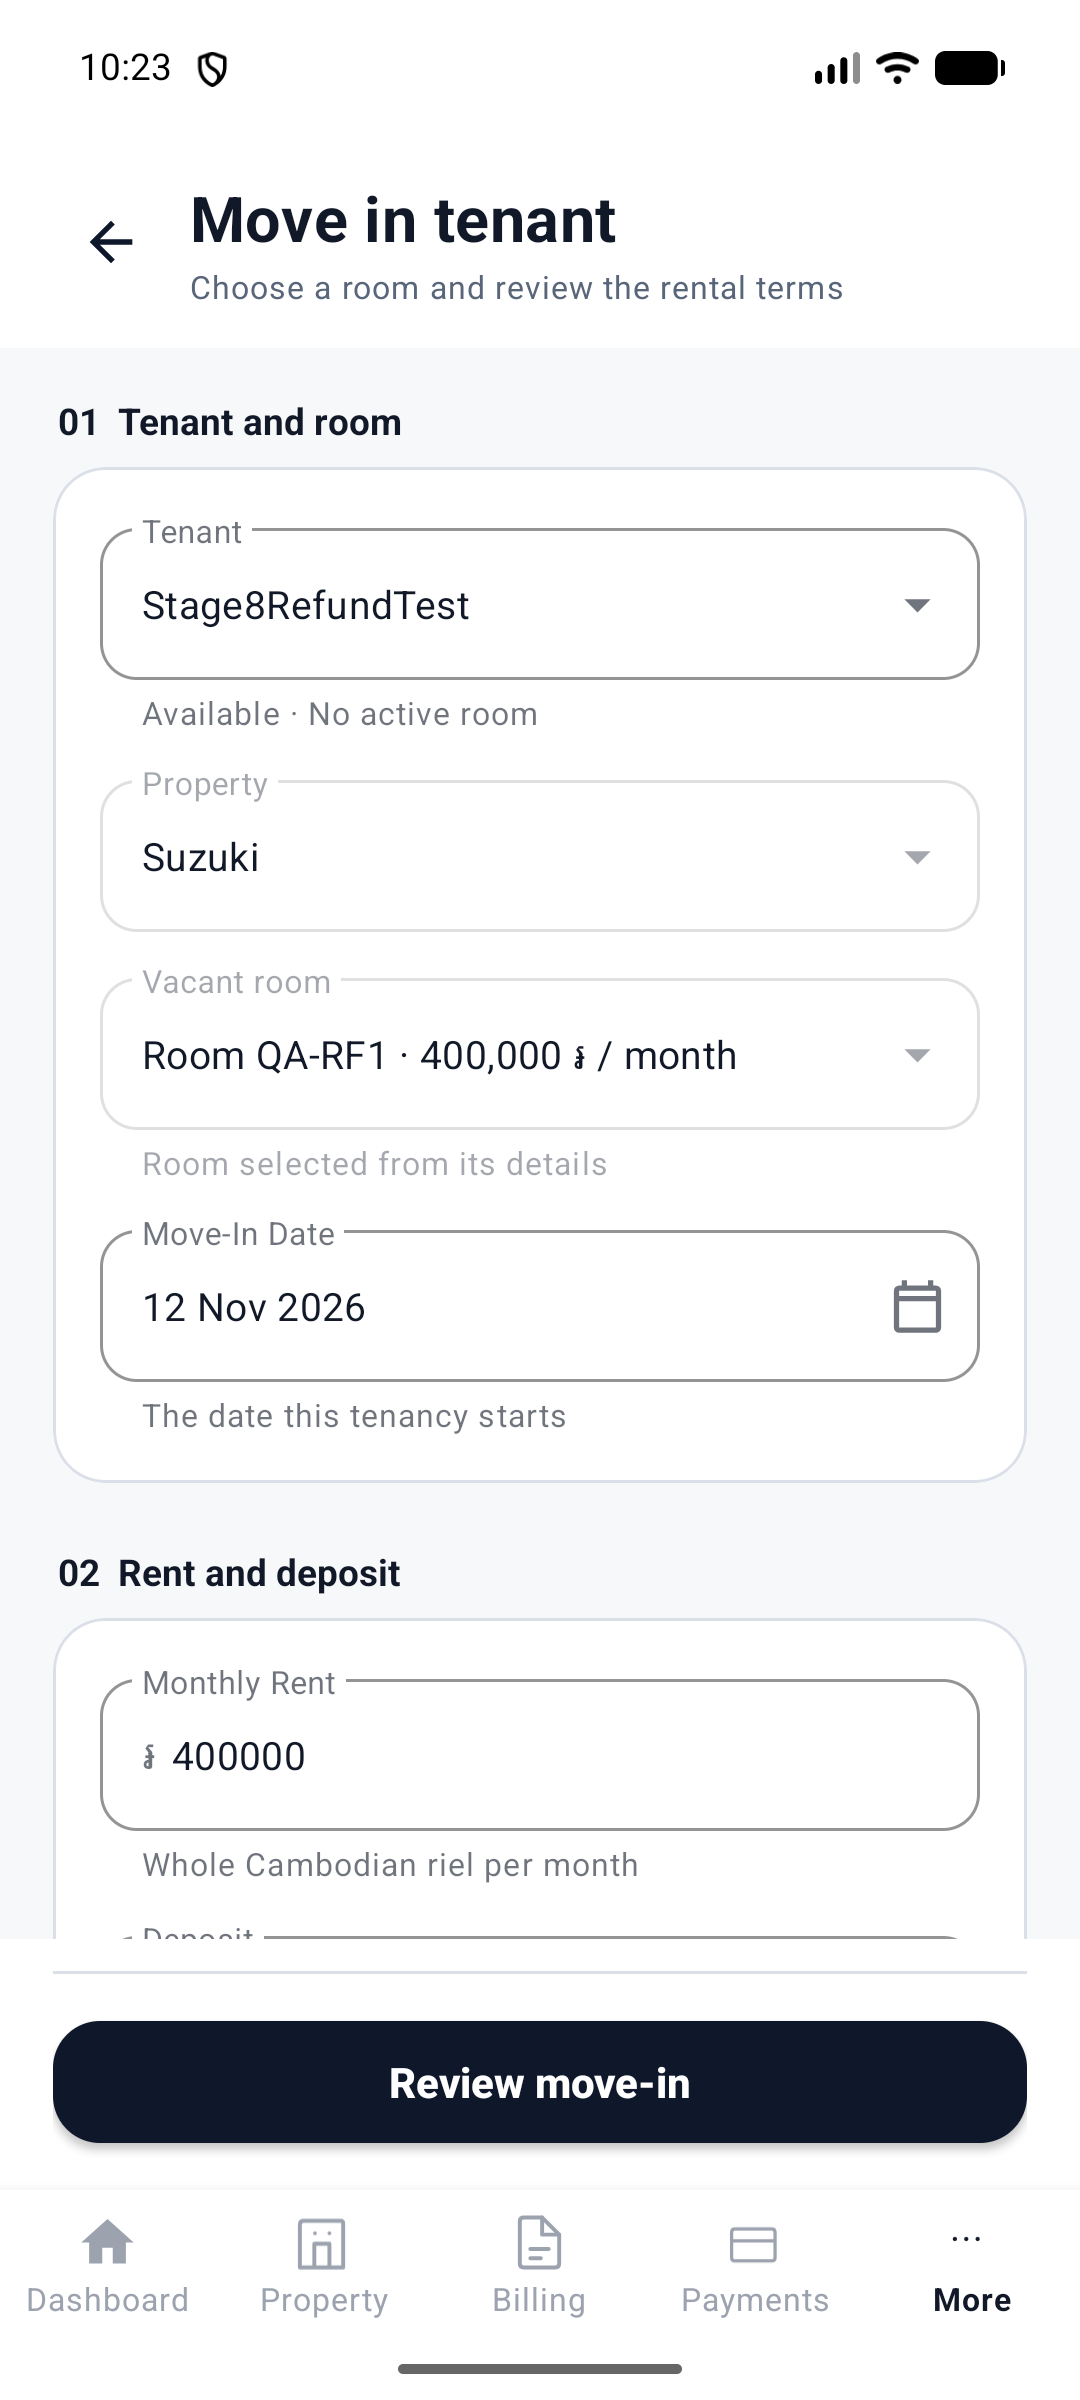 10:23
Move in tenant
Choose a room and review the rental terms
01 Tenant and room
Tenant
Stage8RefundTest
Available · No active room
Property
Suzuki
Vacant room
Room QA-RF1 · 400,000 ៛ / month
Room selected from its details
Move-In Date
12 Nov 2026
The date this tenancy starts
02 Rent and deposit
Monthly Rent
៛ 400000
Whole Cambodian riel per month
Deposit
Review move-in
Dashboard
Property
Billing
Payments
More